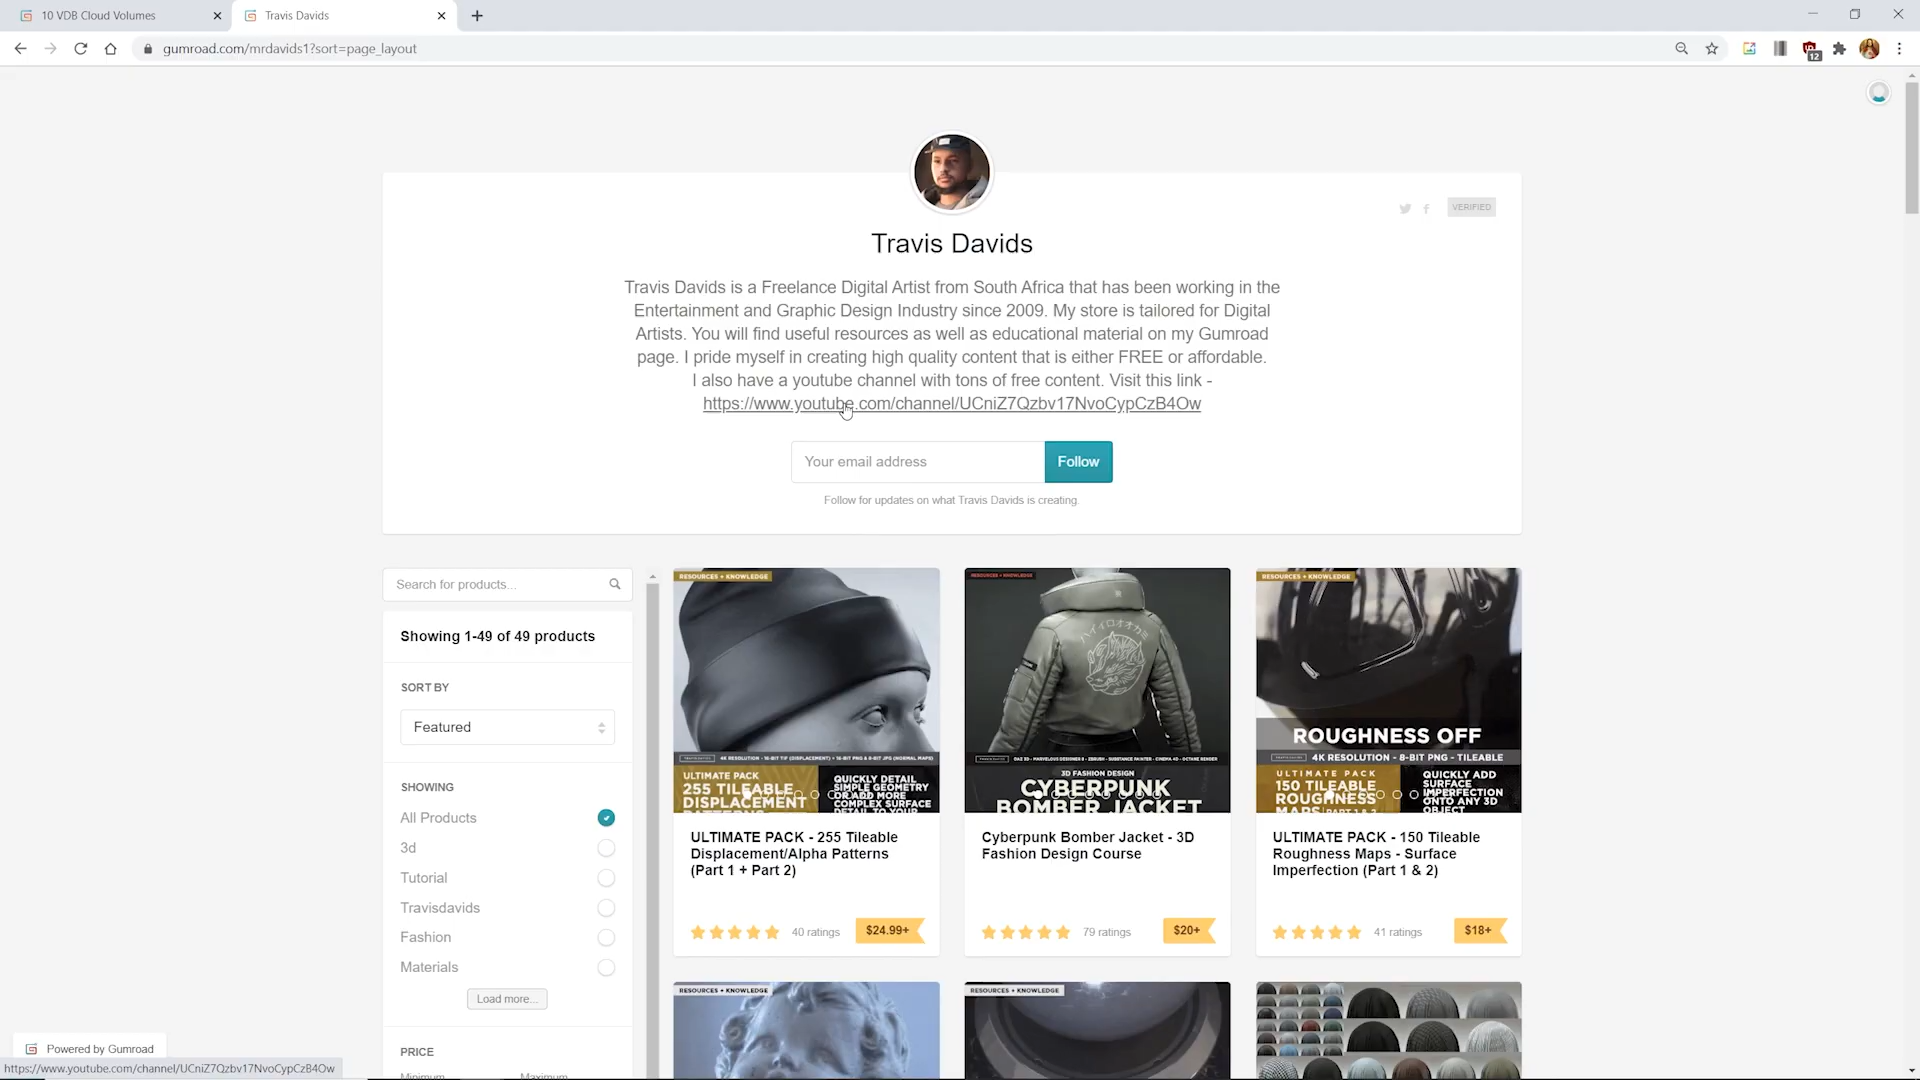 10 VDB Cloud Volumes
Travis Davids
gumroad.com/mrdavids1?sort=page_layout
12
VERIFIED
Travis Davids
Travis Davids is a Freelance Digital Artist from South Africa that has been working in the
Entertainment and Graphic Design Industry since 2009. My store is tailored for Digital
Artists. You will find useful resources as well as educational material on my Gumroad
page. I pride myself in creating high quality content that is either FREE or affordable.
I also have a youtube channel with tons of free content. Visit this link -
https://www.youtube.com/channel/UCniZ7Qzbv17NvoCypCzB4Ow
Your email address
Follow
Follow for updates on what Travis Davids is creating.
Search for products...
Showing 1-49 of 49 products
SORT BY
Featured
SHOWING
All Products
3d
Tutorial
Travisdavids
Fashion
Materials
Load more...
PRICE
Minimum Maximum
RESOURCES + KNOWLEDGE
4K RESOLUTION - 16-BIT TIF (DISPLACEMENT) + 16-BIT PNG & 8-BIT JPG (NORMAL MAPS)
ULTIMATE PACK
255 TILEABLE
DISPLACEMENT
QUICKLY DETAIL
SIMPLE GEOMETRY
OR ADD MORE
COMPLEX SURFACE
DETAIL TO YOUR
ULTIMATE PACK - 255 Tileable
Displacement/Alpha Patterns
(Part 1 + Part 2)
40 ratings
$24.99+
RESOURCES + KNOWLEDGE
ハイイロオオカミ
3D FASHION DESIGN
CYBERPUNK
BOMBER JACKET
Cyberpunk Bomber Jacket - 3D
Fashion Design Course
79 ratings
$20+
RESOURCES + KNOWLEDGE
ROUGHNESS OFF
4K RESOLUTION - 8-BIT PNG - TILEABLE
ULTIMATE PACK
150 TILEABLE
ROUGHNESS
MAPS (PART 1 & 2)
QUICKLY ADD
SURFACE
IMPERFECTION
ONTO ANY 3D
OBJECT
ULTIMATE PACK - 150 Tileable
Roughness Maps - Surface
Imperfection (Part 1 & 2)
41 ratings
$18+
RESOURCES + KNOWLEDGE
RESOURCES + KNOWLEDGE
Powered by Gumroad
https://www.youtube.com/channel/UCniZ7Qzbv17NvoCypCzB4Ow